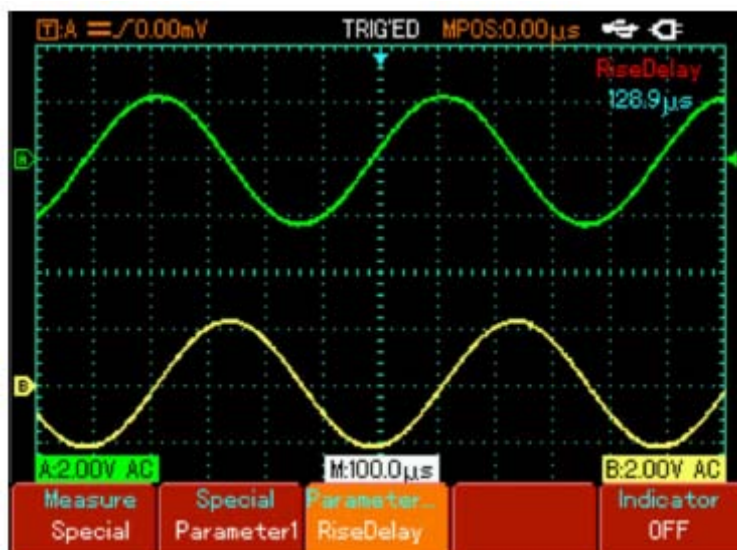 T:A 0.00mV TRIG'ED MPOS:0.00μs
RiseDelay
128.9μs
A
B
A:2.00V AC M:100.0μs B:2.00V AC
Measure Special Parameter.. Indicator
Special Parameter1 RiseDelay OFF